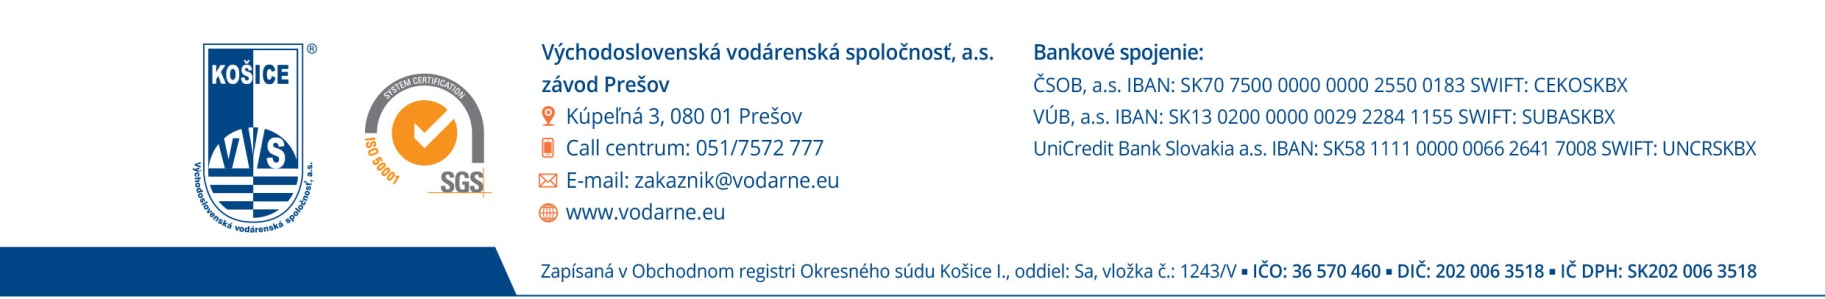 KOŠICE
®
VVS
Východoslovenská vodárenská spoločnosť, a.s.
SYSTEM CERTIFICATION
ISO 50001
SGS
Východoslovenská vodárenská spoločnosť, a.s.
závod Prešov
Kúpeľná 3, 080 01 Prešov
Call centrum: 051/7572 777
E-mail: zakaznik@vodarne.eu
www.vodarne.eu
Bankové spojenie:
ČSOB, a.s. IBAN: SK70 7500 0000 0000 2550 0183 SWIFT: CEKOSKBX
VÚB, a.s. IBAN: SK13 0200 0000 0029 2284 1155 SWIFT: SUBASKBX
UniCredit Bank Slovakia a.s. IBAN: SK58 1111 0000 0066 2641 7008 SWIFT: UNCRSKBX
Zapísaná v Obchodnom registri Okresného súdu Košice I., oddiel: Sa, vložka č.: 1243/V ▪ IČO: 36 570 460 ▪ DIČ: 202 006 3518 ▪ IČ DPH: SK202 006 3518